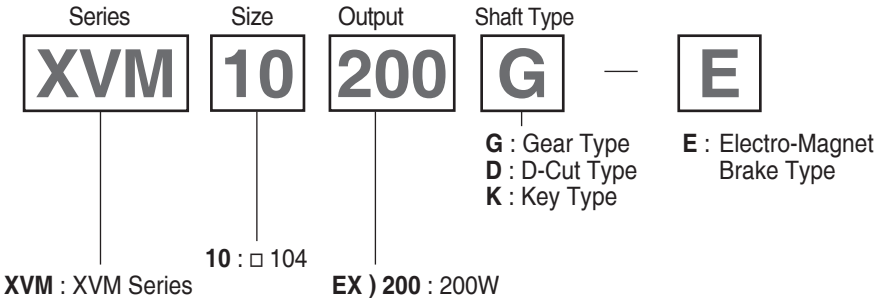 Series Size Output Shaft Type
XVM 10 200 G — E
G : Gear Type E : Electro-Magnet
D : D-Cut Type Brake Type
K : Key Type
10 : □ 104
XVM : XVM Series EX ) 200 : 200W